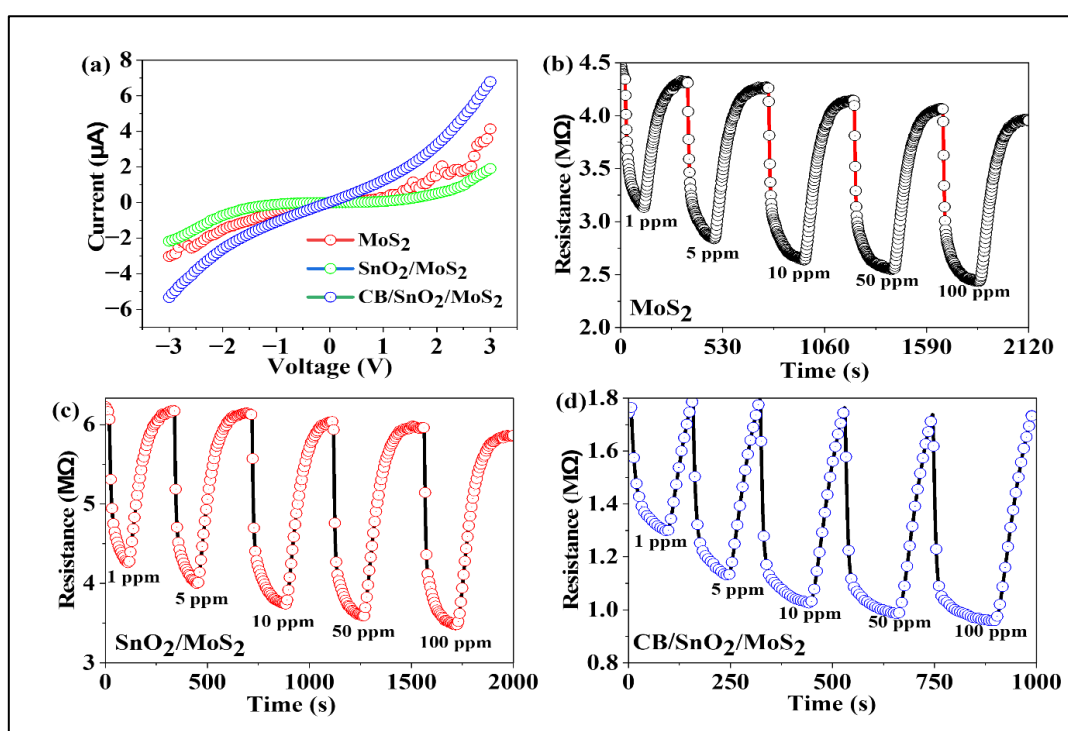 (a)
8
6
4
2
0
−2
−4
−6
Current (µA)
MoS2
SnO2/MoS2
CB/SnO2/MoS2
−3 −2 −1 0 1 2 3
Voltage (V)
(b)
4.5
4.0
3.5
3.0
2.5
2.0
Resistance (MΩ)
1 ppm
5 ppm
10 ppm
50 ppm
100 ppm
MoS2
0 530 1060 1590 2120
Time (s)
(c)
6
5
4
3
Resistance (MΩ)
1 ppm
5 ppm
10 ppm
50 ppm
100 ppm
SnO2/MoS2
0 500 1000 1500 2000
Time (s)
(d)
1.8
1.6
1.4
1.2
1.0
0.8
Resistance (MΩ)
1 ppm
5 ppm
10 ppm
50 ppm
100 ppm
CB/SnO2/MoS2
0 250 500 750 1000
Time (s)